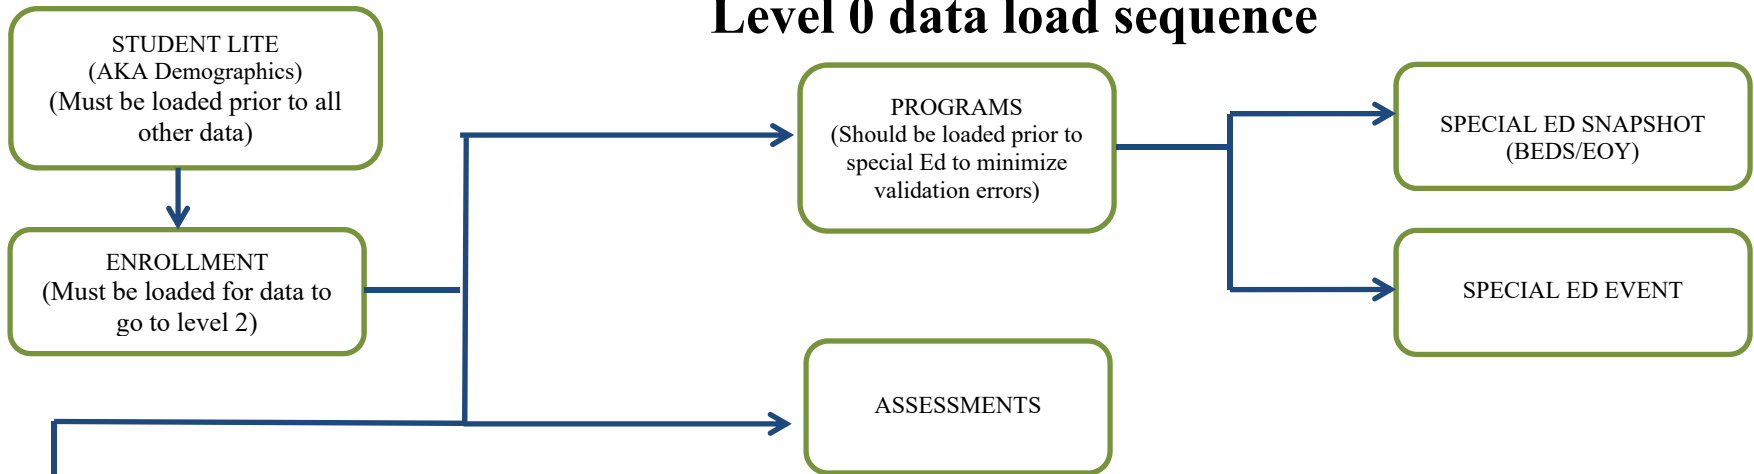 Level 0 data load sequence
STUDENT LITE
(AKA Demographics)
(Must be loaded prior to all
other data)
ENROLLMENT
(Must be loaded for data to
go to level 2)
PROGRAMS
(Should be loaded prior to
special Ed to minimize
validation errors)
ASSESSMENTS
SPECIAL ED SNAPSHOT
(BEDS/EOY)
SPECIAL ED EVENT